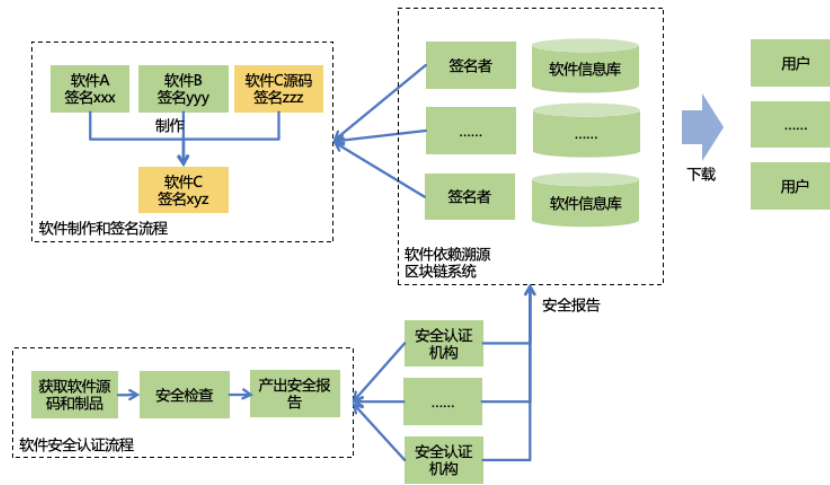 软件A
签名xxx
软件B
签名yyy
软件C源码
签名zzz
制作
软件C
签名xyz
软件制作和签名流程
签名者
软件信息库
……
……
签名者
软件信息库
软件依赖溯源
区块链系统
下载
用户
……
用户
安全报告
获取软件源
码和制品
安全检查
产出安全报
告
软件安全认证流程
安全认证
机构
……
安全认证
机构